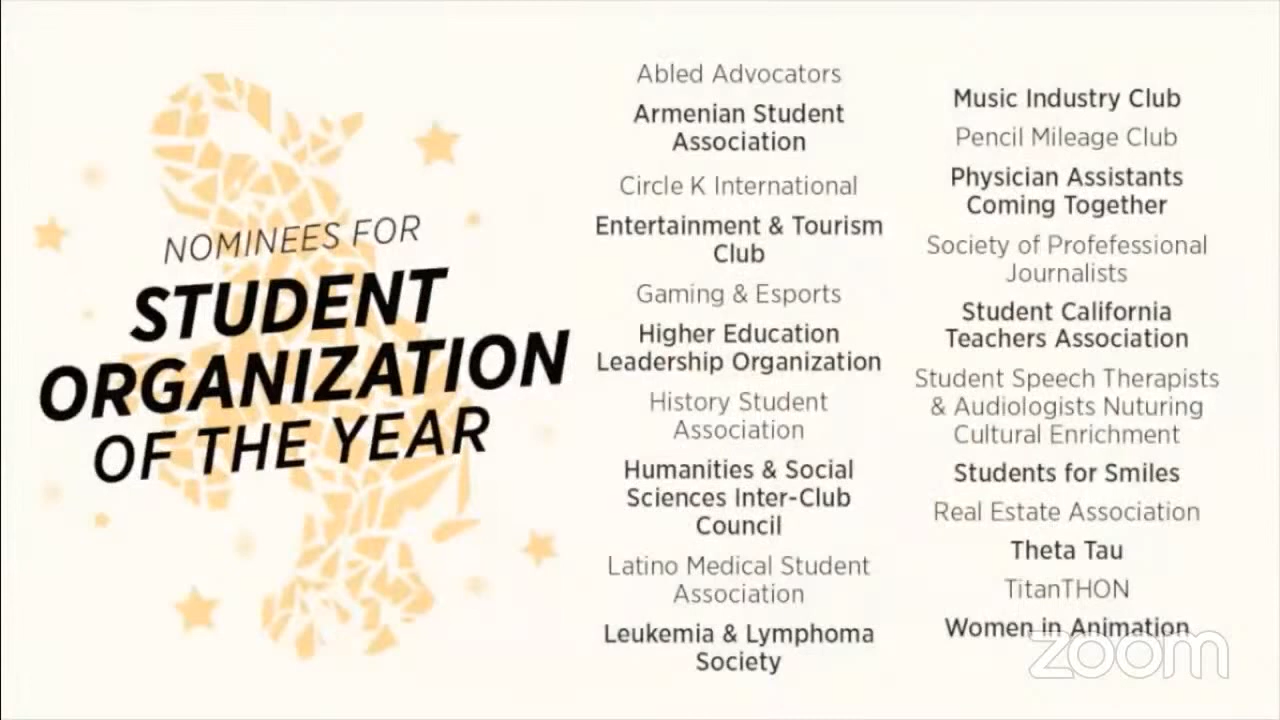 NOMINEES FOR
STUDENT
ORGANIZATION
OF THE YEAR
Abled Advocators
Armenian Student
Association
Circle K International
Entertainment & Tourism
Club
Gaming & Esports
Higher Education
Leadership Organization
History Student
Association
Humanities & Social
Sciences Inter-Club
Council
Latino Medical Student
Association
Leukemia & Lymphoma
Society
Music Industry Club
Pencil Mileage Club
Physician Assistants
Coming Together
Society of Profefessional
Journalists
Student California
Teachers Association
Student Speech Therapists
& Audiologists Nuturing
Cultural Enrichment
Students for Smiles
Real Estate Association
Theta Tau
TitanTHON
Women in Animation
zoom